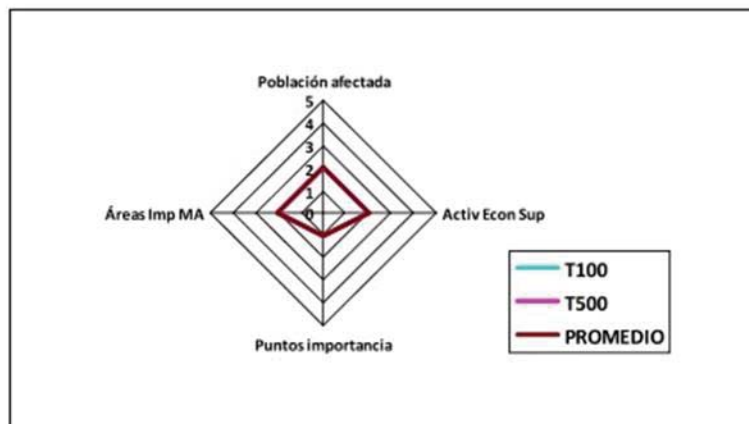 Población afectada
5
4
3
2
1
0
Áreas Imp MA
Activ Econ Sup
Puntos importancia
T100
T500
PROMEDIO